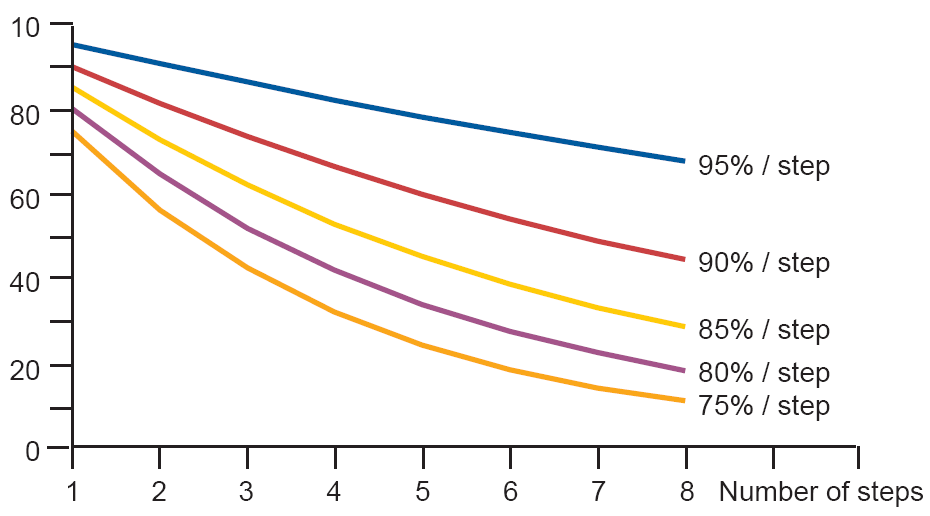 10
80
60
40
20
0
95% / step
90% / step
85% / step
80% / step
75% / step
1 2 3 4 5 6 7 8 Number of steps